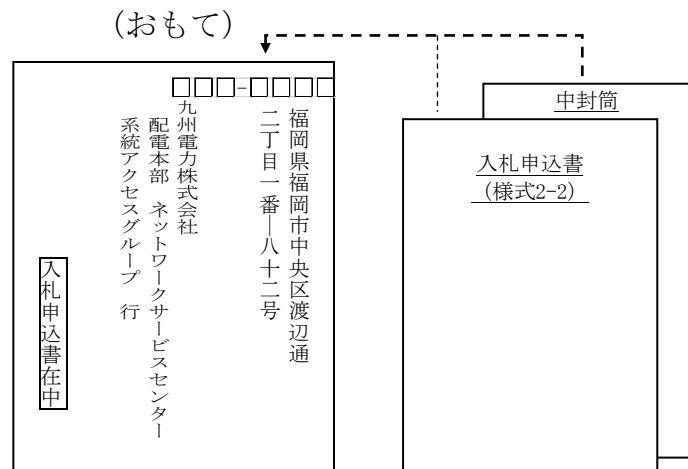 (おもて)
□□□-□□□□
福岡県福岡市中央区渡辺通
二丁目一番―八十二号
九州電力株式会社
配電本部 ネットワークサービスセンター
系統アクセスグループ 行
入札申込書在中
中封筒
入札申込書
(様式2-2)